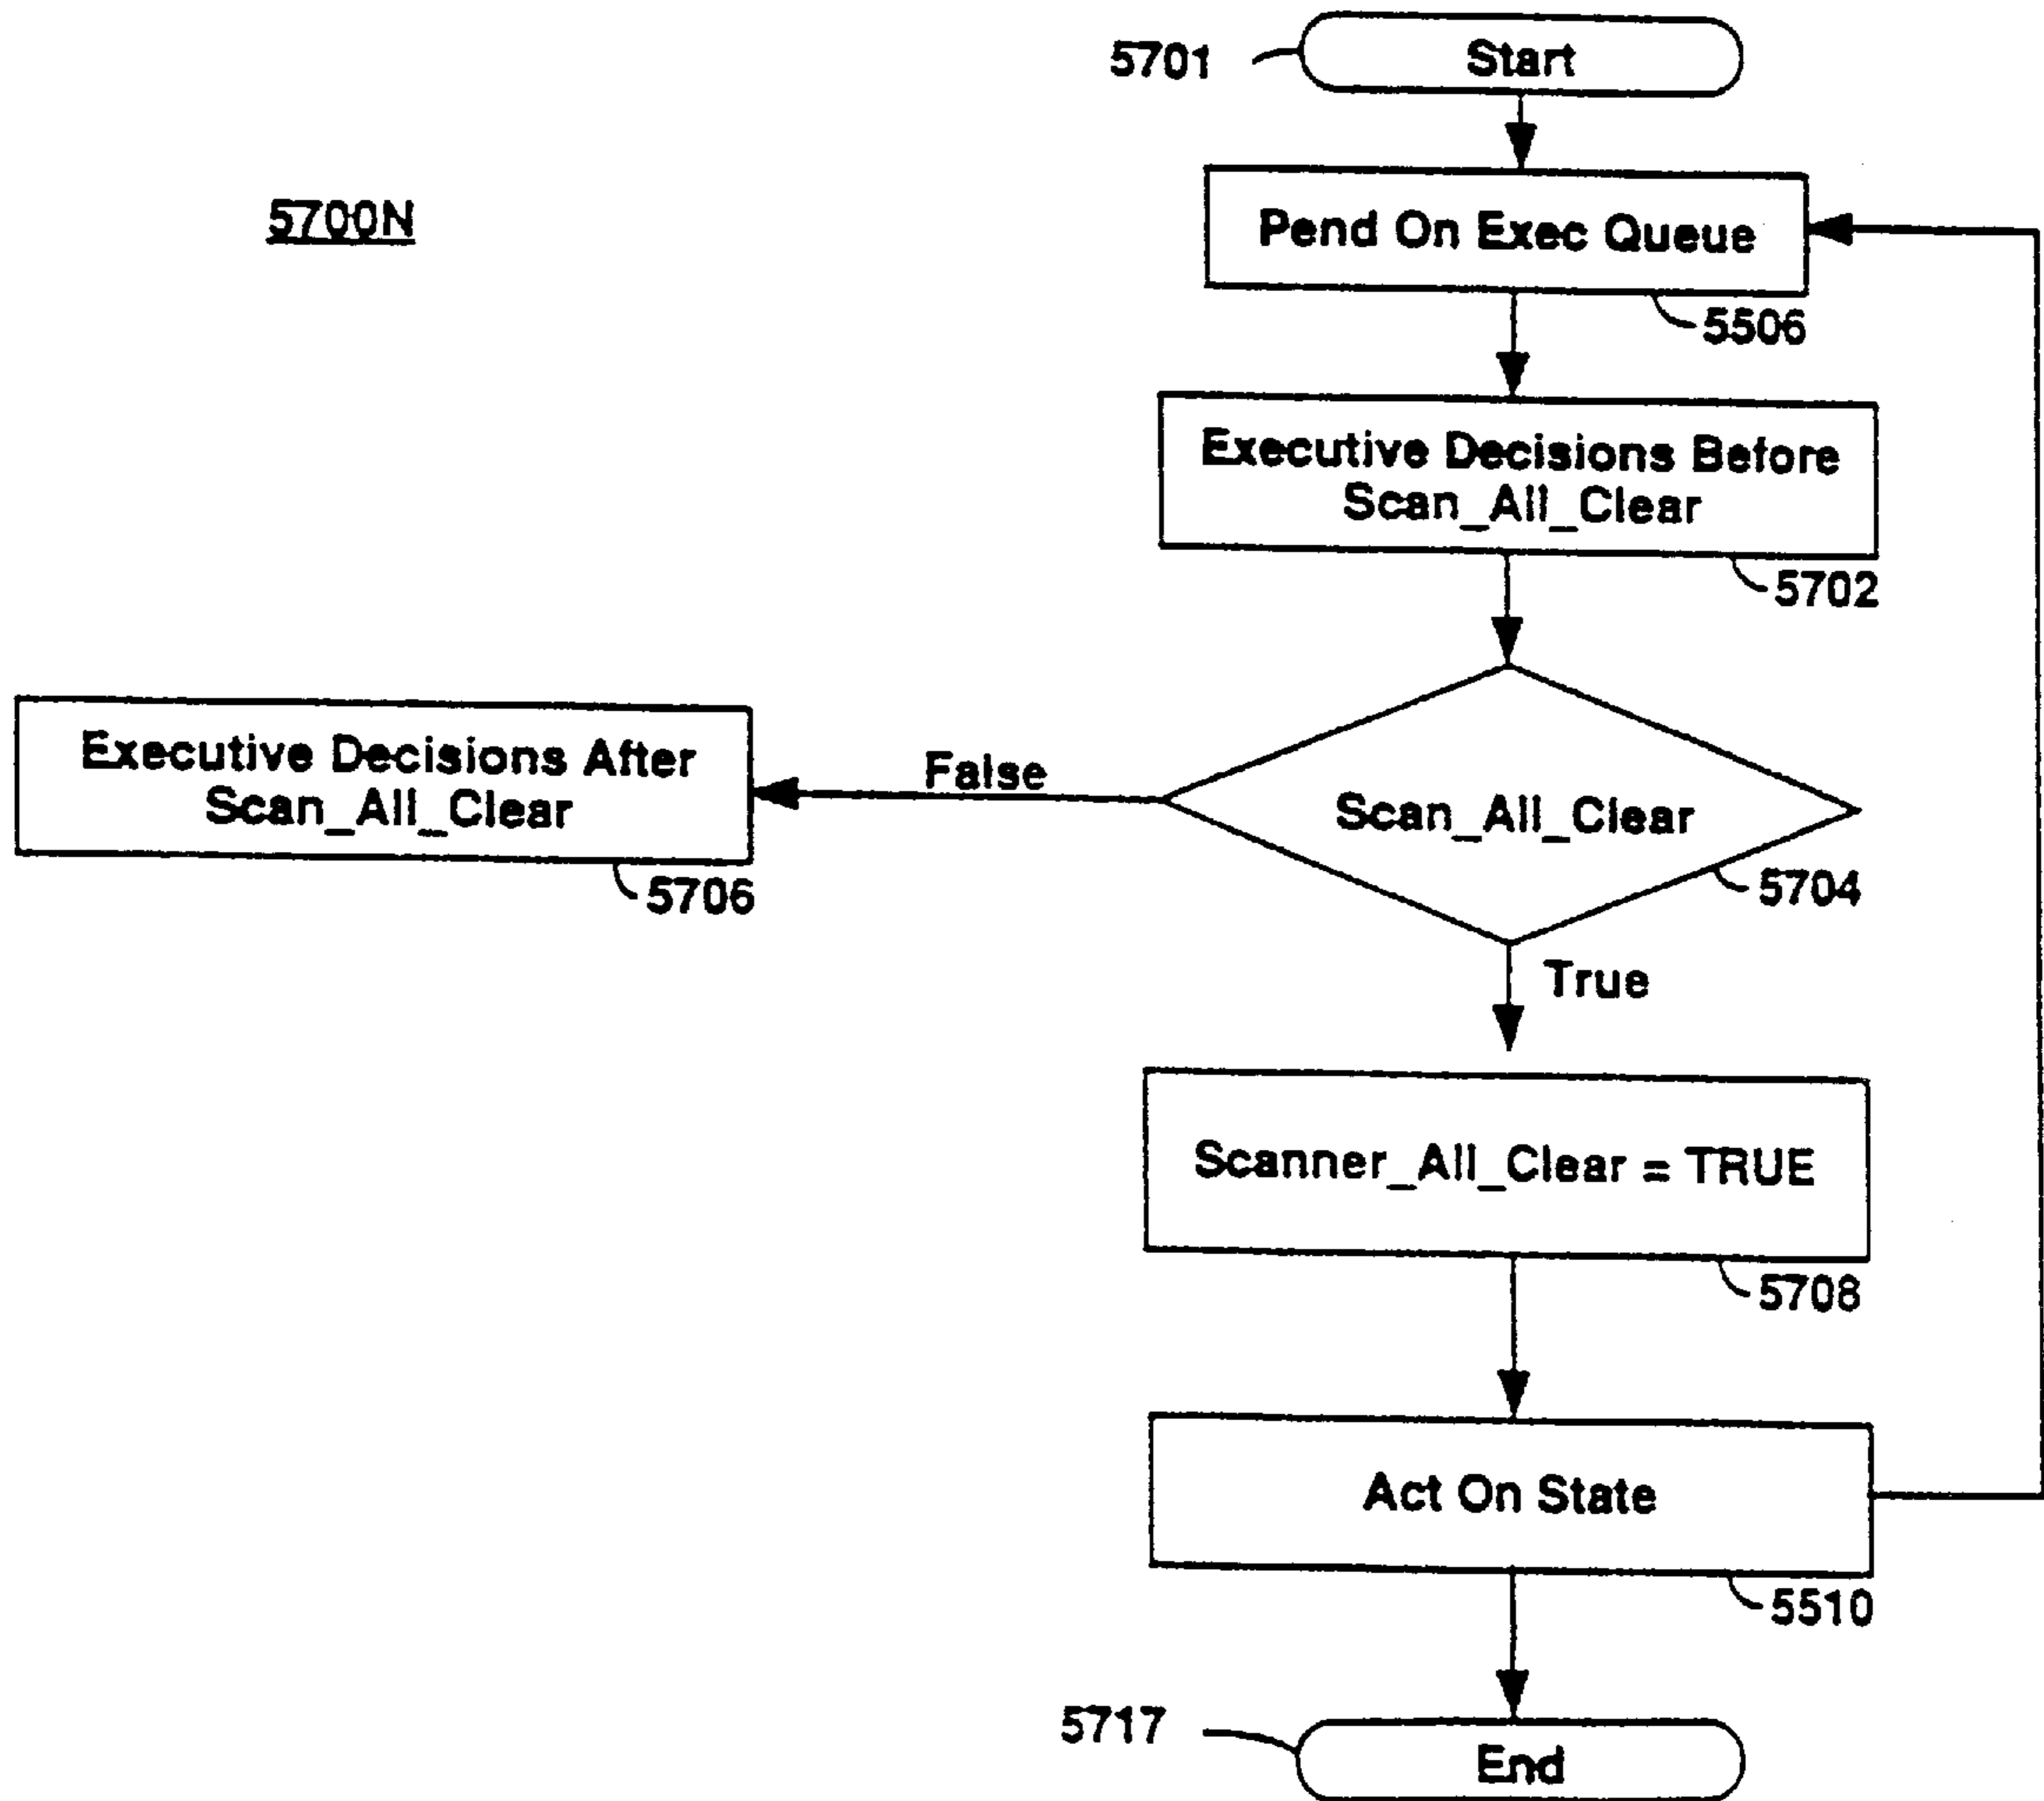 5701
Start
5700N
Pend On Exec Queue
5506
Executive Decisions Before
Scan_All_Clear
5702
Executive Decisions After
Scan_All_Clear
5706
False
Scan_All_Clear
5704
True
Scanner_All_Clear = TRUE
5708
Act On State
5510
5717
End